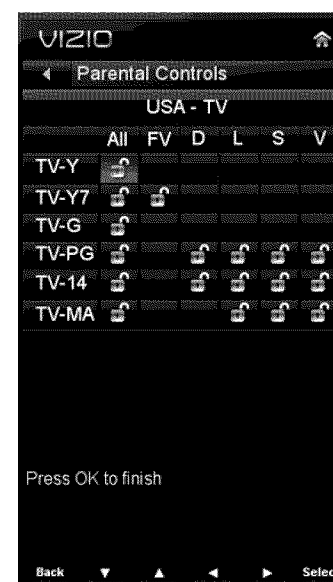 VIZIO
Parental Controls
USA - TV
All FV D L S V
TV-Y
TV-Y7
TV-G
TV-PG
TV-14
TV-MA
Press OK to finish
Back Select